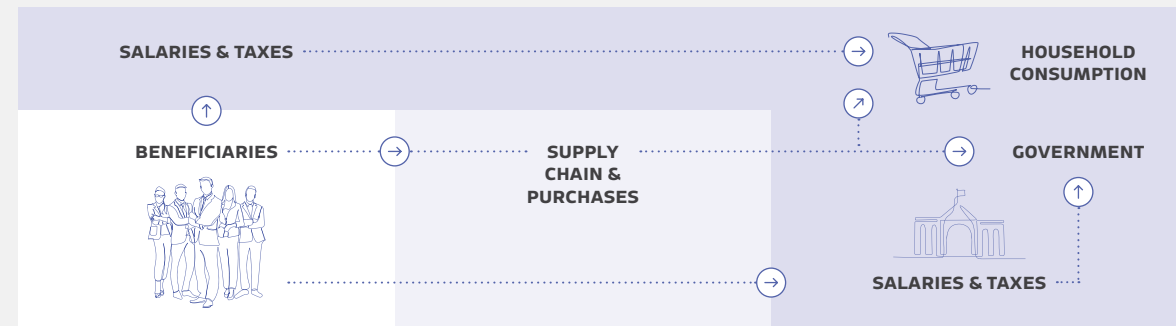 SALARIES & TAXES
HOUSEHOLD
CONSUMPTION
BENEFICIARIES
SUPPLY
CHAIN &
PURCHASES
GOVERNMENT
SALARIES & TAXES